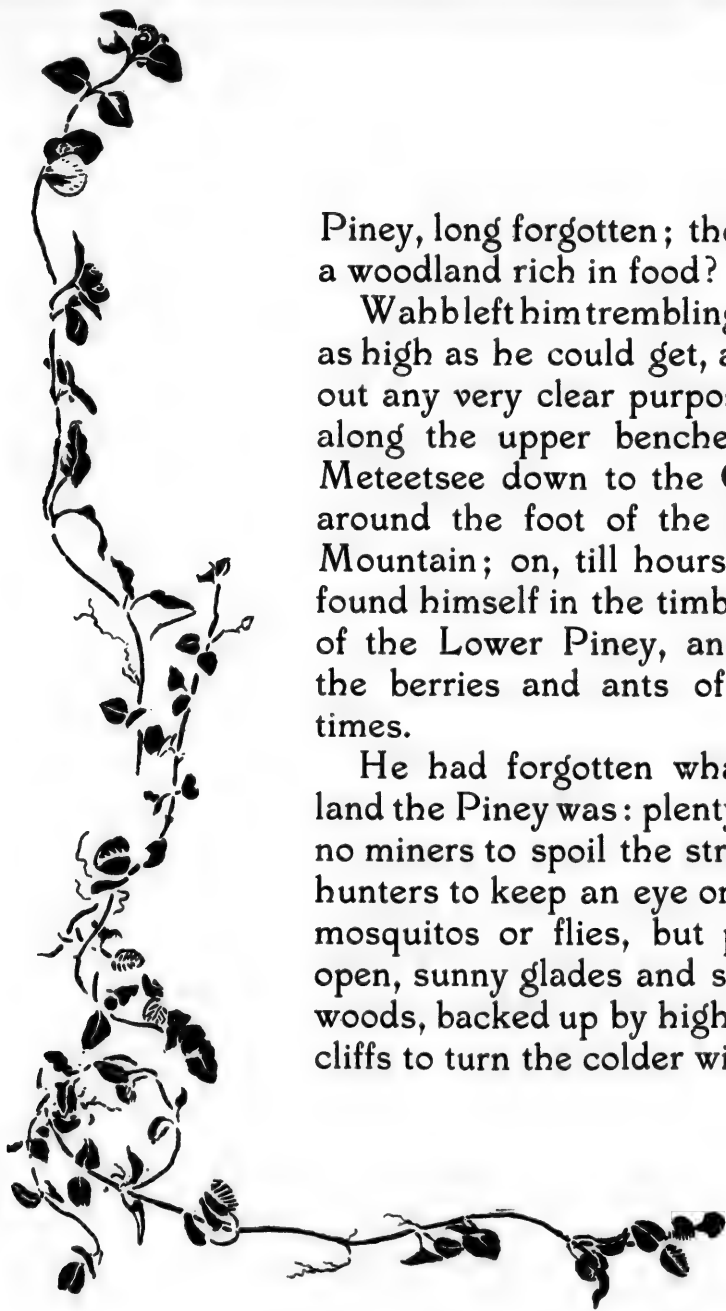 Piney, long forgotten; th
a woodland rich in food?
Wahb left him trembling
as high as he could get, a
out any very clear purpo
along the upper benche
Meteetsee down to the
around the foot of the
Mountain; on, till hours
found himself in the timb
of the Lower Piney, an
the berries and ants of
times.
He had forgotten wha
land the Piney was: plent
no miners to spoil the str
hunters to keep an eye or
mosquitos or flies, but
open, sunny glades and s
woods, backed up by high
cliffs to turn the colder wi